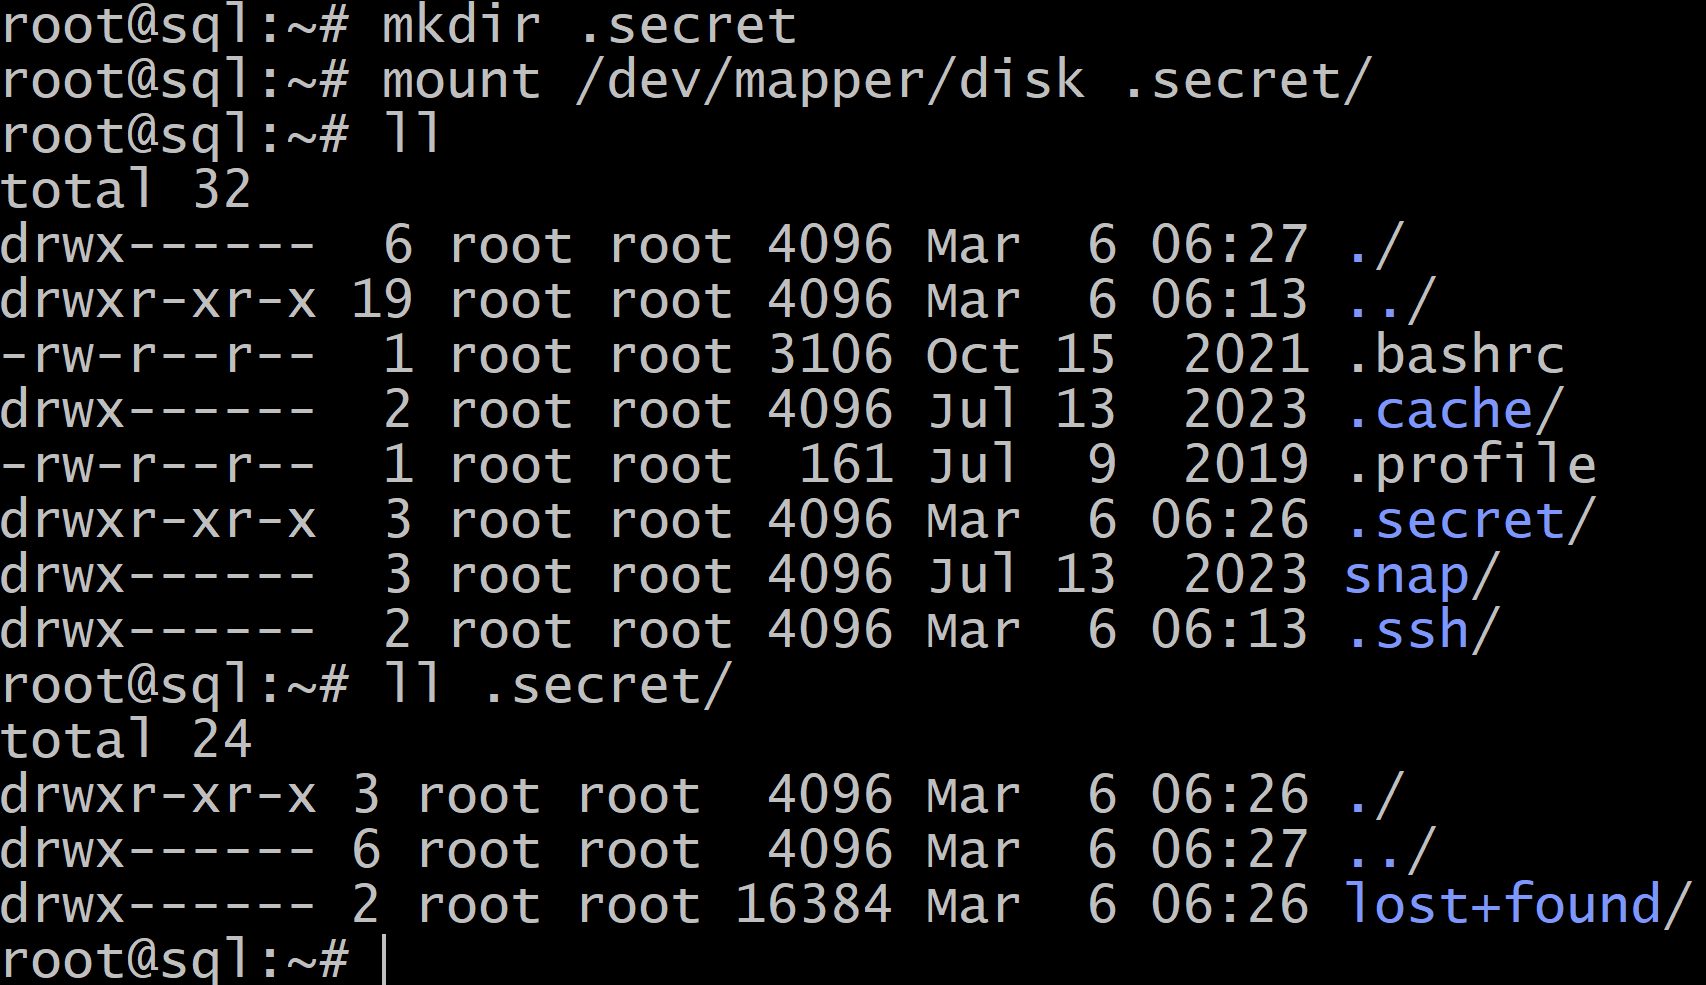 root@sql:~# mkdir .secret
root@sql:~# mount /dev/mapper/disk .secret/
root@sql:~# ll
total 32
drwx------  6 root root 4096 Mar  6 06:27 ./
drwxr-xr-x 19 root root 4096 Mar  6 06:13 ../
-rw-r--r--  1 root root 3106 Oct 15  2021 .bashrc
drwx------  2 root root 4096 Jul 13  2023 .cache/
-rw-r--r--  1 root root  161 Jul  9  2019 .profile
drwxr-xr-x  3 root root 4096 Mar  6 06:26 .secret/
drwx------  3 root root 4096 Jul 13  2023 snap/
drwx------  2 root root 4096 Mar  6 06:13 .ssh/
root@sql:~# ll .secret/
total 24
drwxr-xr-x 3 root root  4096 Mar  6 06:26 ./
drwx------ 6 root root  4096 Mar  6 06:27 ../
drwx------ 2 root root 16384 Mar  6 06:26 lost+found/
root@sql:~#